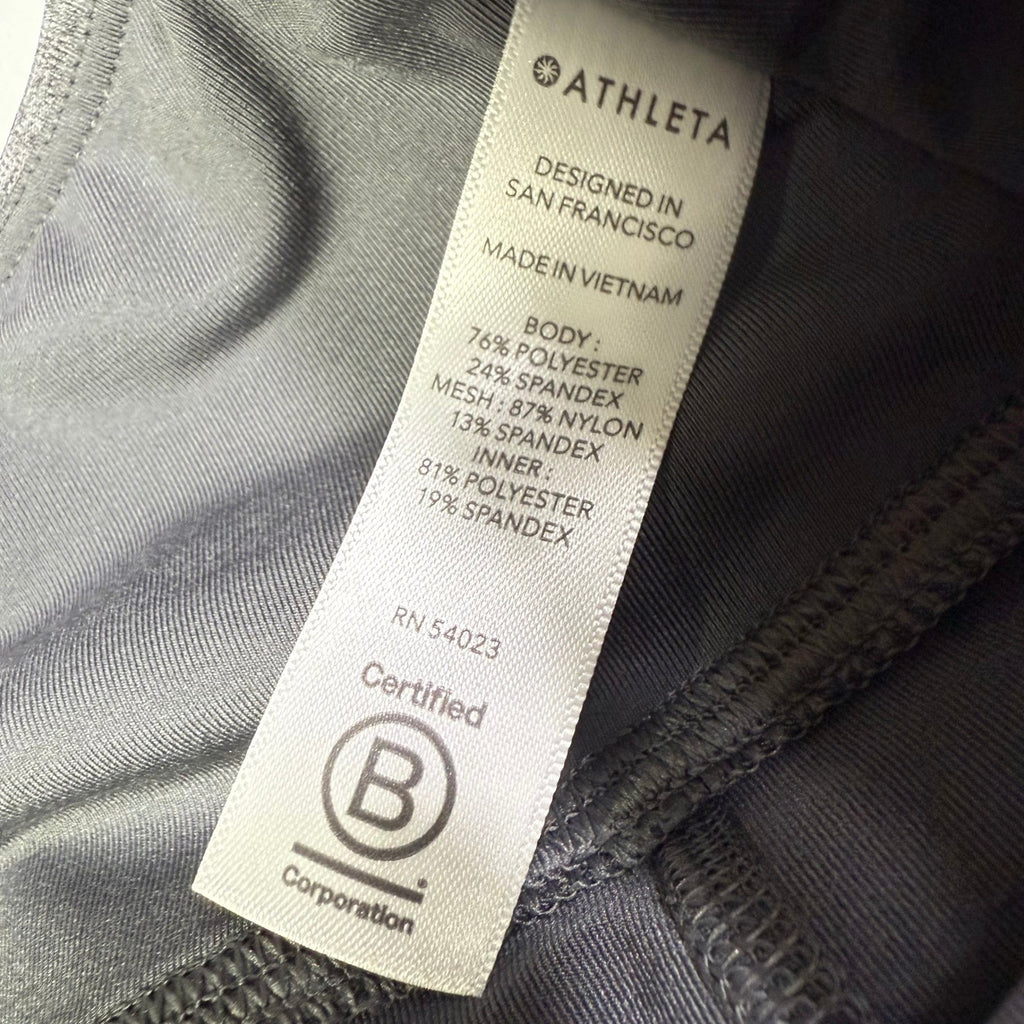 ATHLETA
DESIGNED IN
SAN FRANCISCO
MADE IN VIETNAM
BODY :
76% POLYESTER
24% SPANDEX
MESH : 87% NYLON
13% SPANDEX
INNER :
81% POLYESTER
19% SPANDEX
RN 54023
Certified
B
Corporation